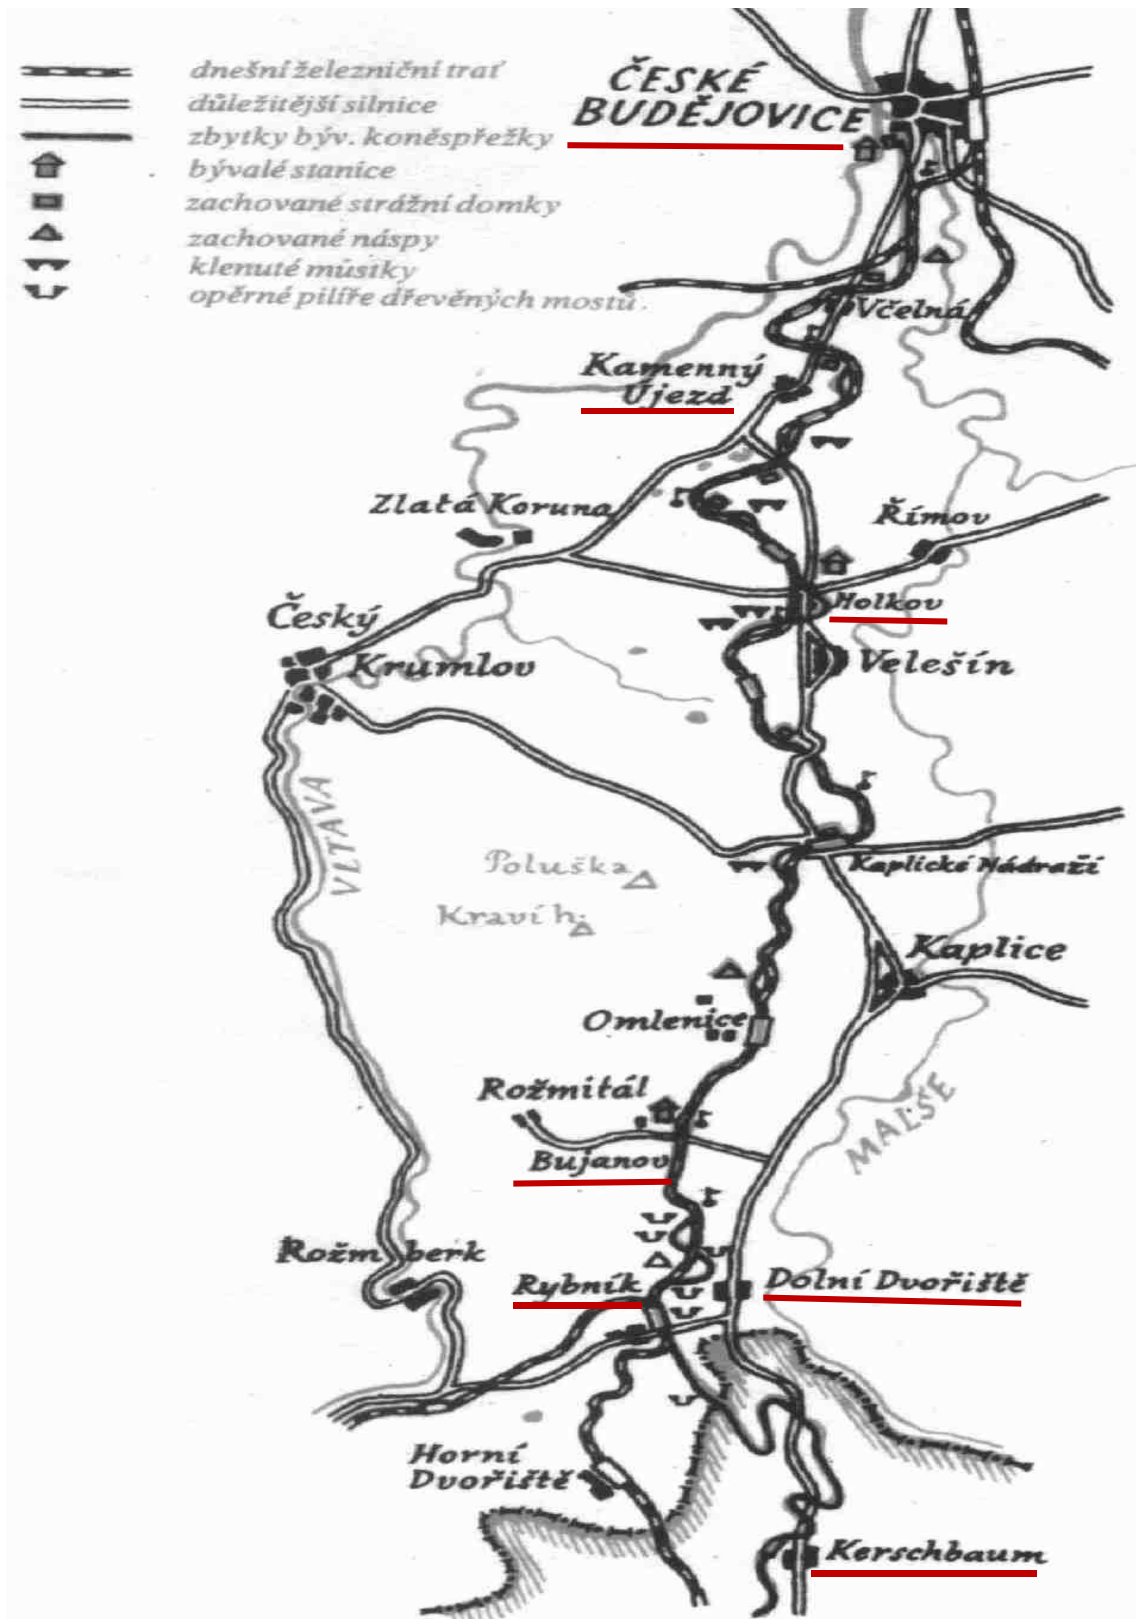 dnešní železniční trať
důležitější silnice
zbytky býv. koněspřežky
bývalé stanice
zachované strážní domky
zachované náspy
klenuté můstky
opěrné pilíře dřevěných mostů.
ČESKÉ
BUDĚJOVICE
Včelná
Kamenný
Újezd
Zlatá Koruna
Římov
Holkov
Český
Krumlov
Velešín
VLTAVA
Poluška
Kaplické Nádraží
Kraví h.
Kaplice
Omlenice
Rožmitál
MALŠE
Bujanov
Rožmberk
Rybník
Dolní Dvořiště
Horní
Dvořiště
Kerschbaum